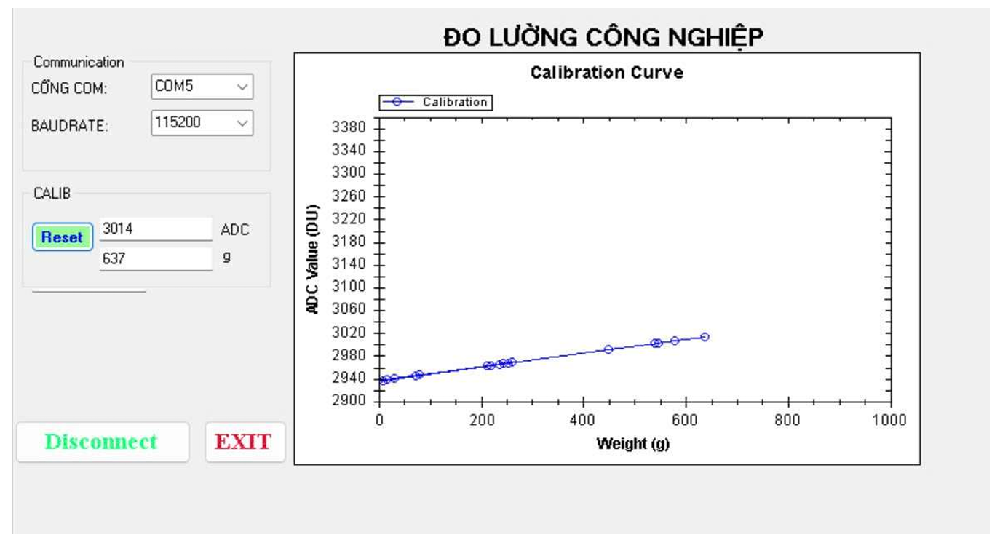 ĐO LƯỜNG CÔNG NGHIỆP
Communication
CỔNG COM:
COM5
BAUDRATE:
115200
CALIB
Reset
3014
ADC
637
g
Disconnect
EXIT
Calibration Curve
Calibration
3380
3340
3300
3260
3220
3180
3140
3100
3060
3020
2980
2940
2900
ADC Value (DU)
0 200 400 600 800 1000
Weight (g)